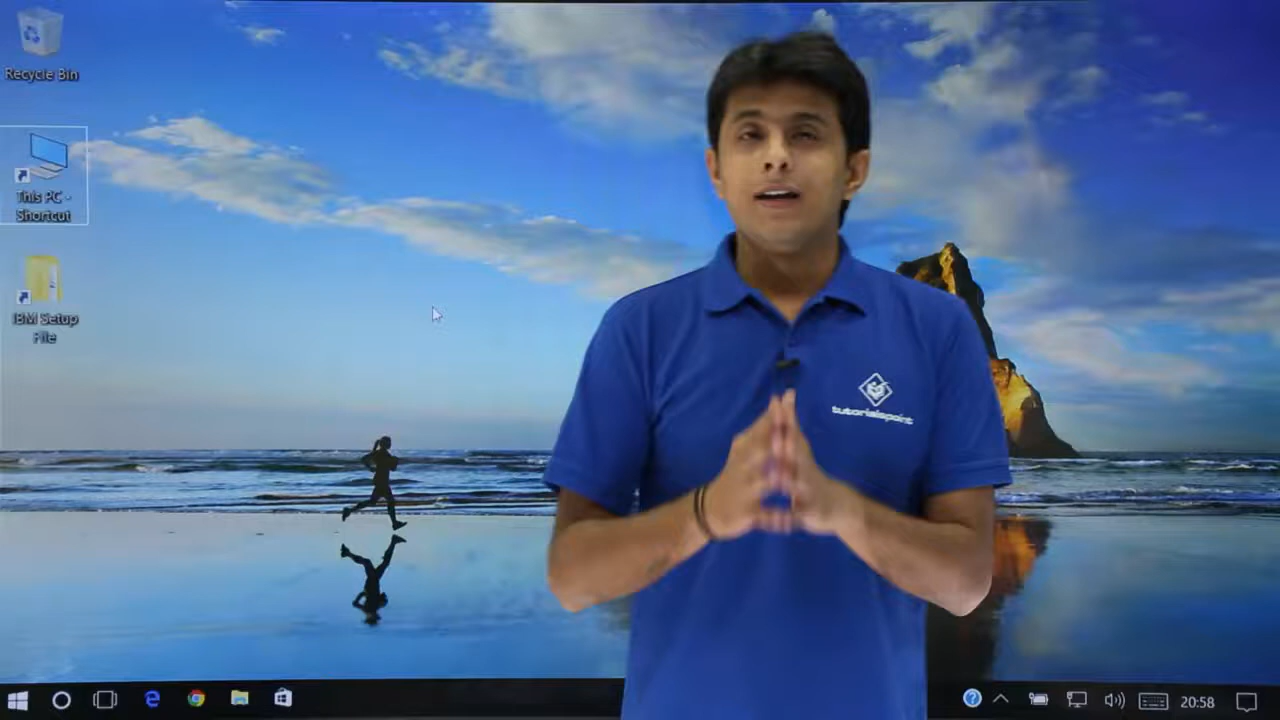 Recycle Bin
This PC -
Shortcut
IBM Setup
File
tutorialspoint
20:58